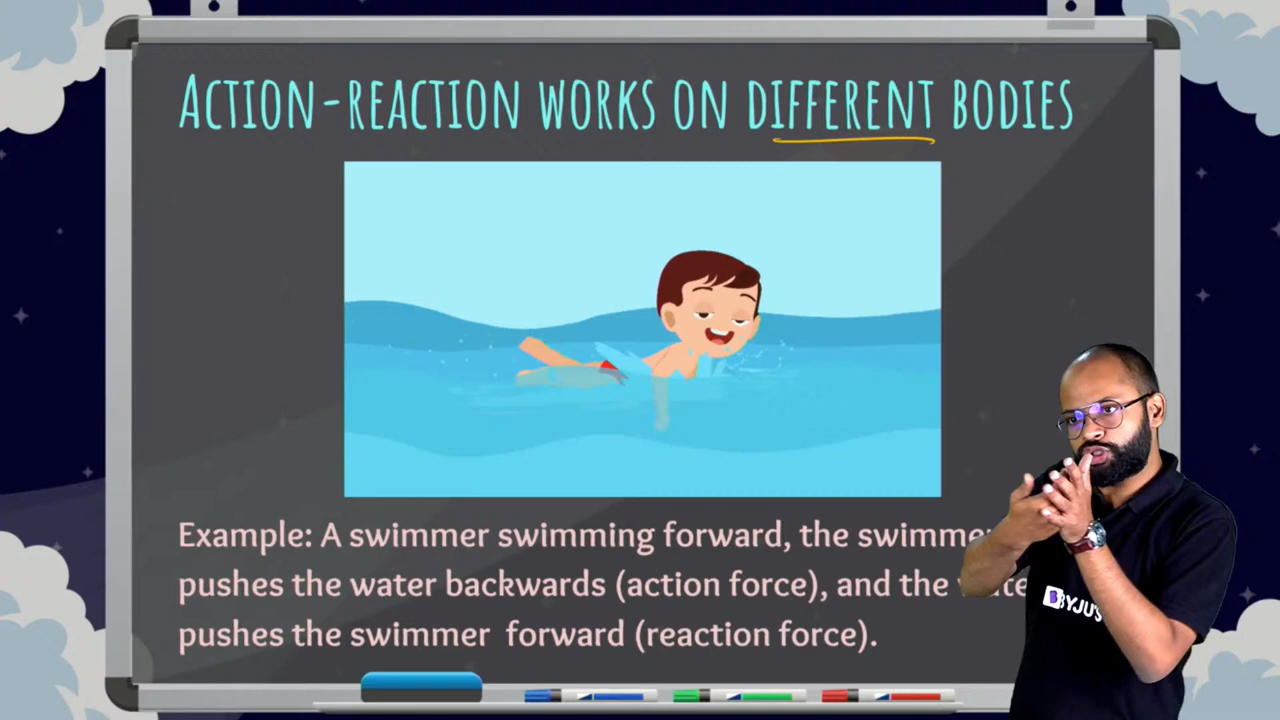 ACTION-REACTION WORKS ON DIFFERENT BODIES
Example: A swimmer swimming forward, the
pushes the water backwards (action force), and the
pushes the swimmer forward (reaction force).
BYJU'S